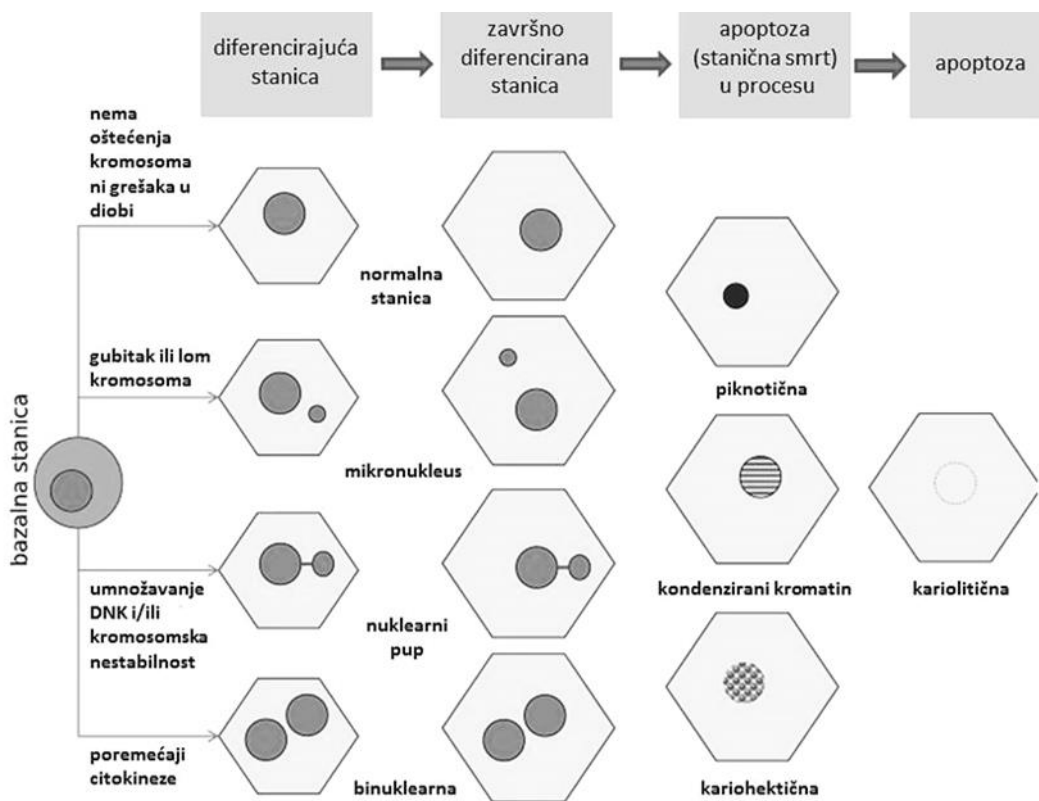 diferencirajuća
stanica
završno
diferencirana
stanica
apoptoza
(stanična smrt)
u procesu
apoptoza
nema
oštećenja
kromosoma
ni grešaka u
diobi
normalna
stanica
gubitak ili lom
kromosoma
piknotična
mikronukleus
bazalna stanica
umnožavanje
DNK i/ili
kromosomska
nestabilnost
nuklearni
pup
kondenzirani kromatin
kariolitična
poremećaji
citokineze
binuklearna
kariohektična